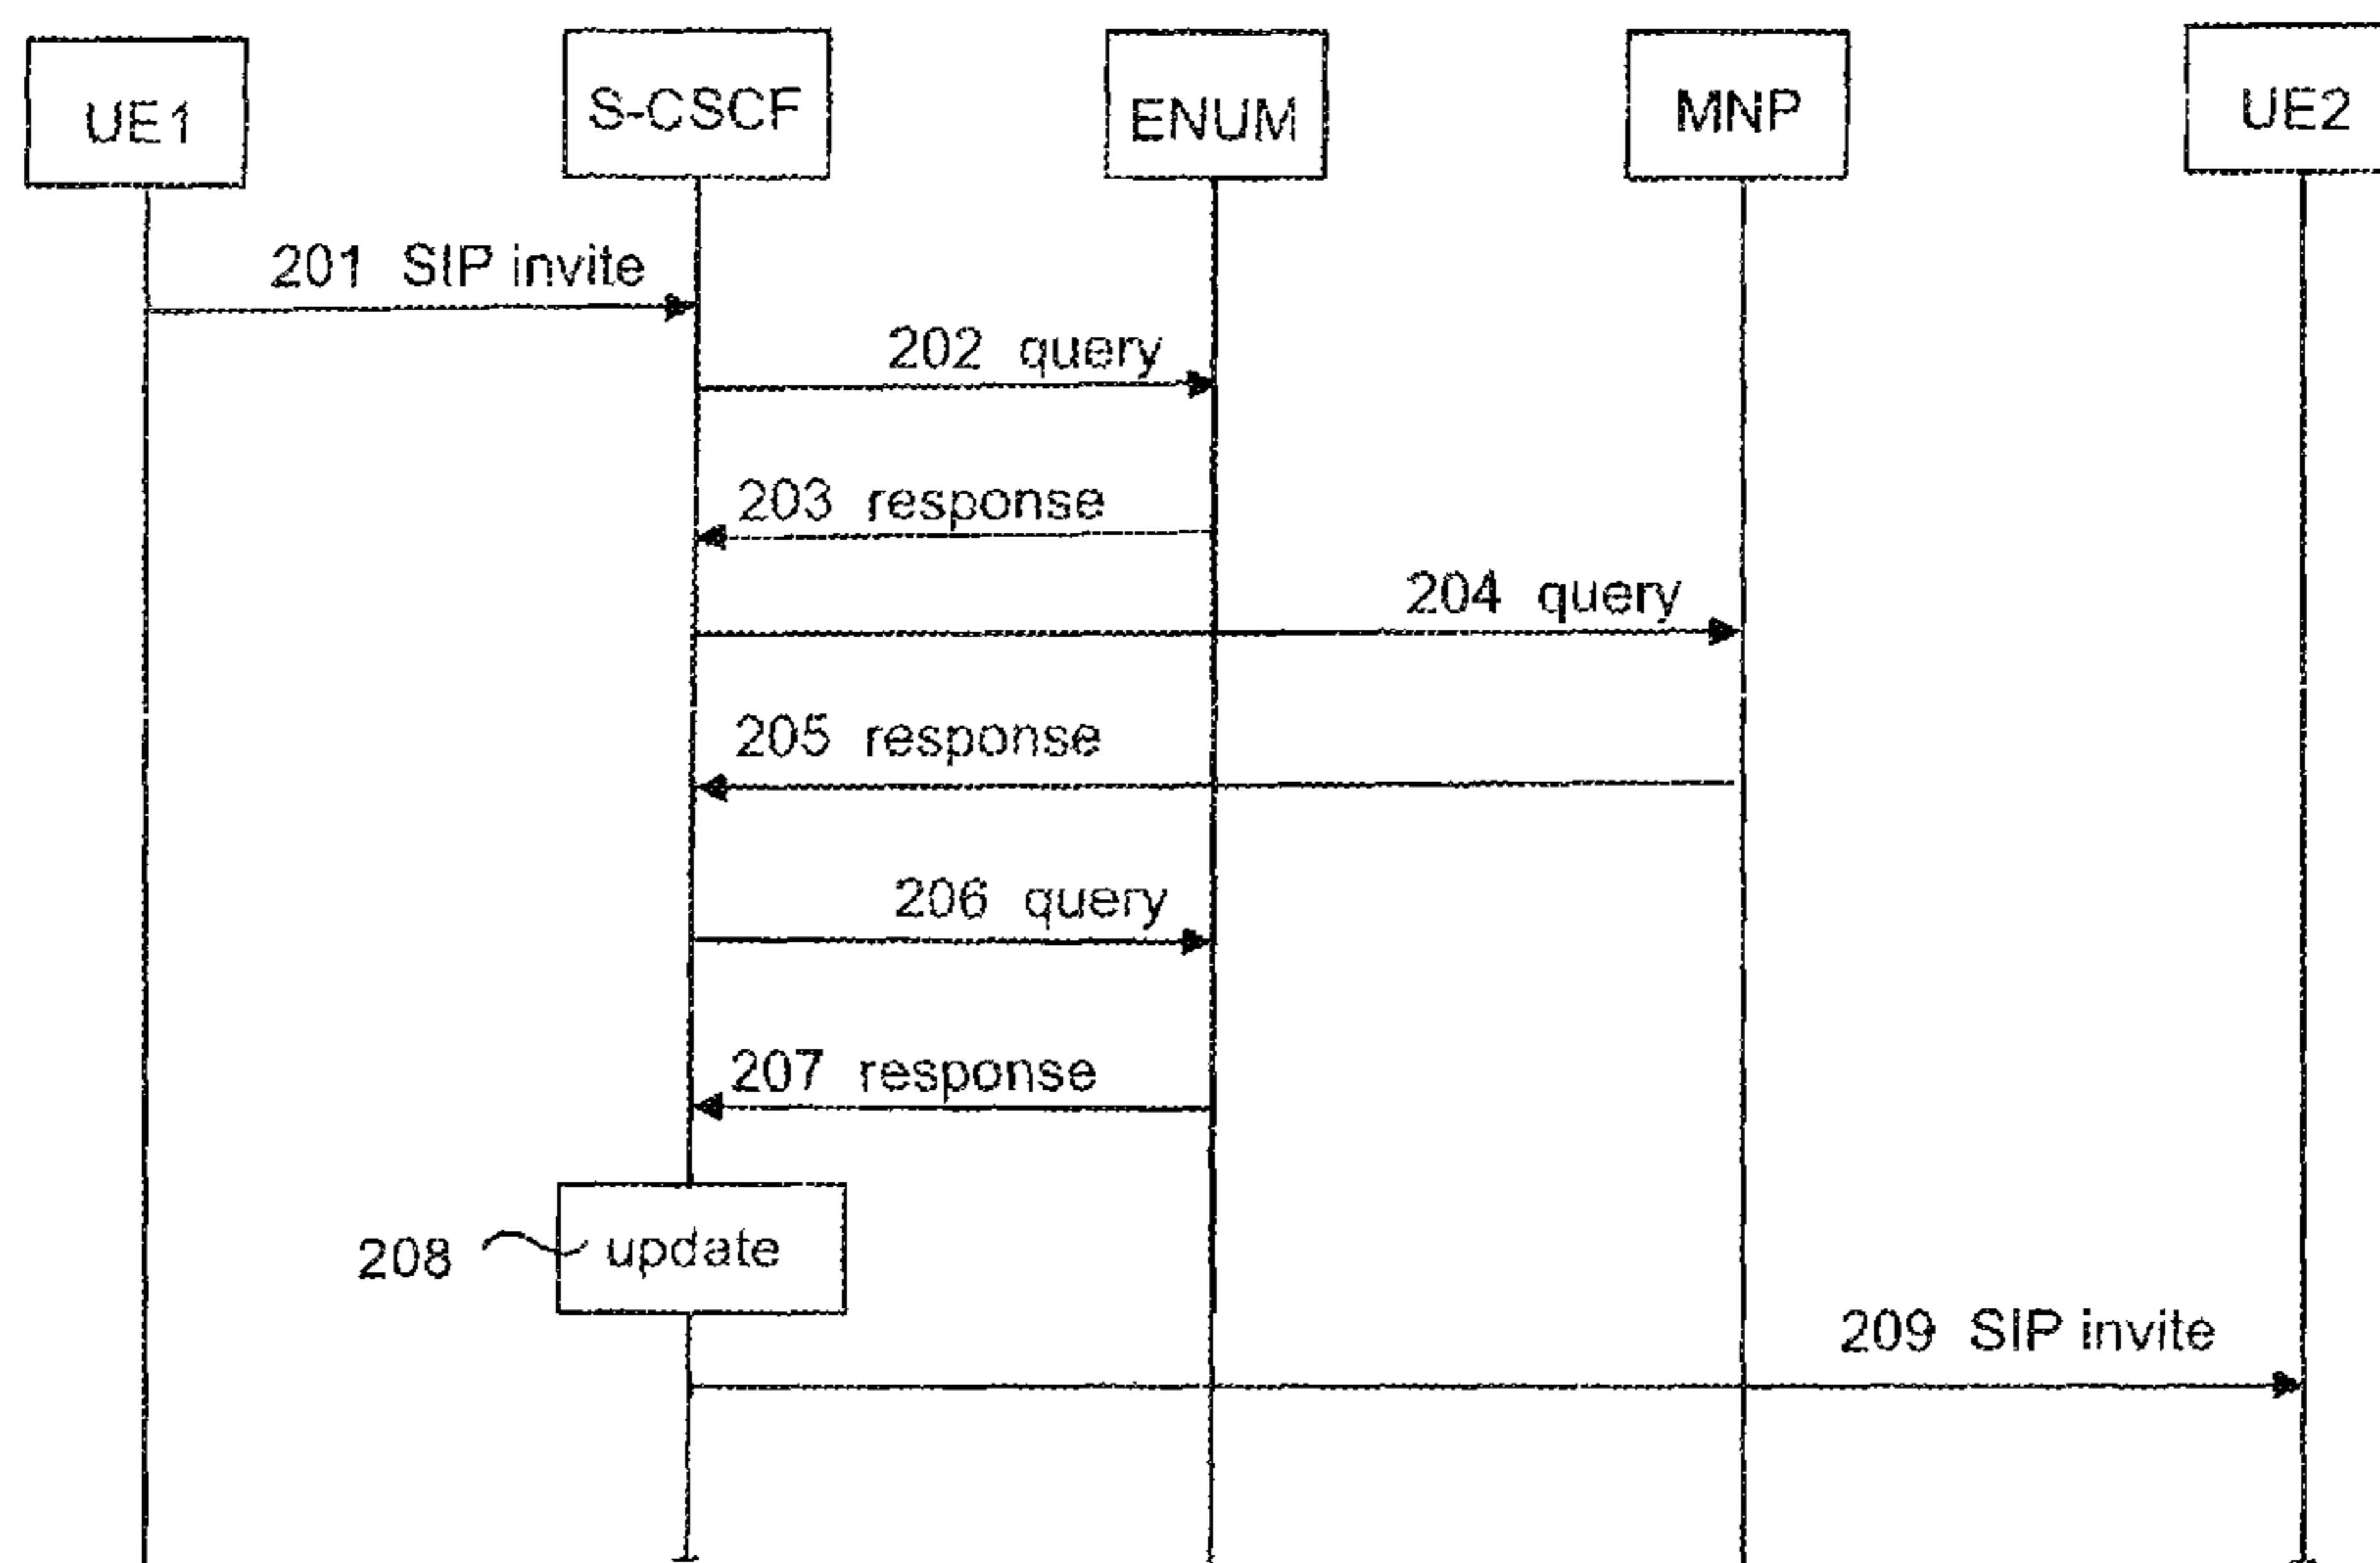 UE1
S-CSCF
ENUM
MNP
UE2
201 SIP invite
202 query
203 response
204 query
205 response
206 query
207 response
208 update
209 SIP invite